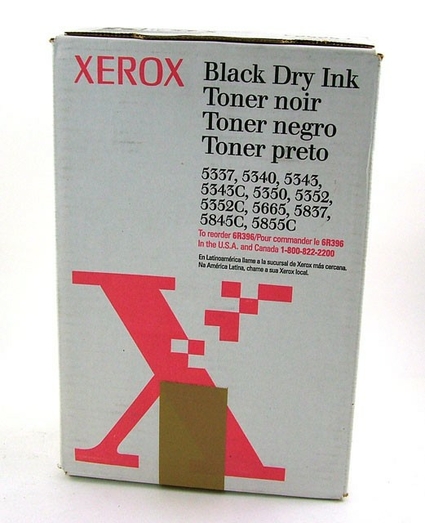 XEROX
Black Dry Ink
Toner noir
Toner negro
Toner preto
5337, 5340, 5343,
5343C, 5350, 5352,
5352C, 5665, 5837,
5845C, 5855C
To reorder 6R396/Pour commander le 6R396
In the U.S.A. and Canada 1-800-822-2200
En Latinoamérica llame a la sucursal de Xerox más cercana.
Na América Latina, chame a sua Xerox local.